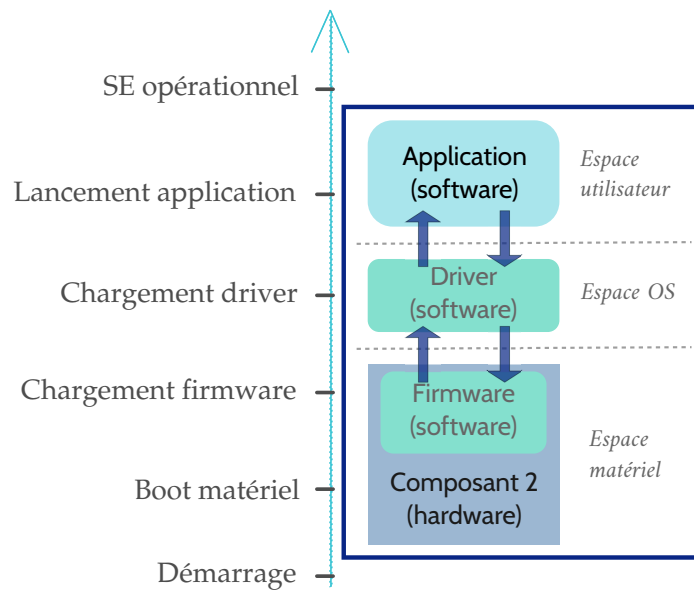 SE opérationnel
Application
(software)
Espace
utilisateur
Lancement application
Driver
(software)
Espace OS
Chargement driver
Firmware
(software)
Chargement firmware
Espace
matériel
Composant 2
(hardware)
Boot matériel
Démarrage